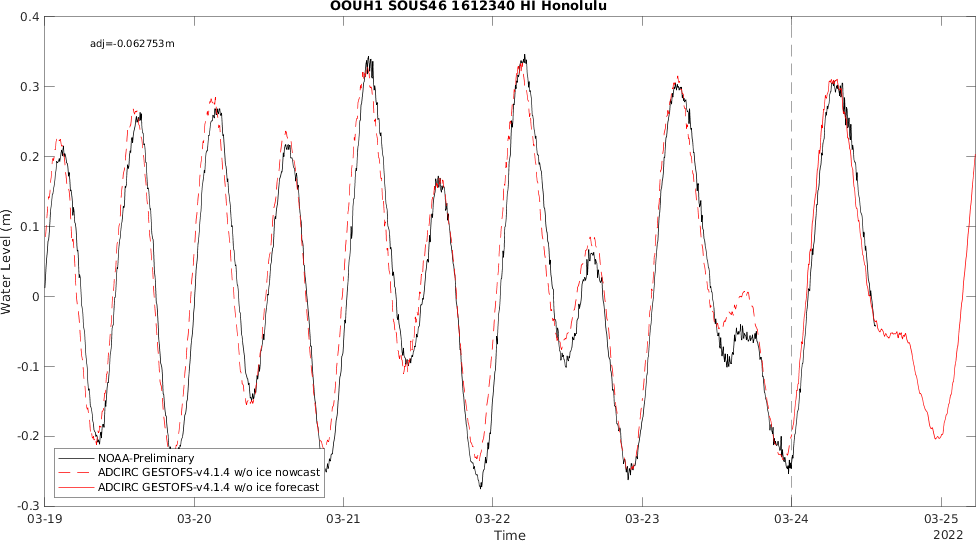 OOUH1 SOUS46 1612340 HI Honolulu
0.4
adj=-0.062753m
0.3
0.2
0.1
0
-0.1
-0.2
-0.3
Water Level (m)
NOAA-Preliminary
ADCIRC GESTOFS-v4.1.4 w/o ice nowcast
ADCIRC GESTOFS-v4.1.4 w/o ice forecast
03-19 03-20 03-21 03-22 03-23 03-24 03-25
Time
2022